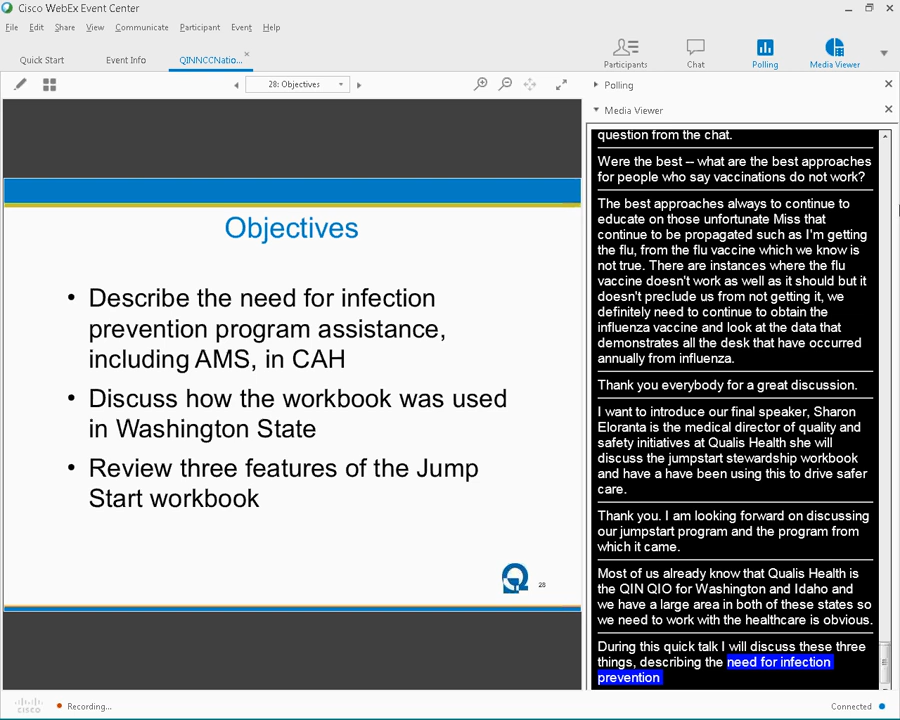 Cisco WebEx Event Center
File Edit Share View Communicate Participant Event Help
Quick Start Event Info QINNCCNatio...
Participants Chat Polling Media Viewer
28: Objectives
Polling
Media Viewer
Objectives
• Describe the need for infection
prevention program assistance,
including AMS, in CAH
• Discuss how the workbook was used
in Washington State
• Review three features of the Jump
Start workbook
28
question from the chat.
Were the best -- what are the best approaches
for people who say vaccinations do not work?
The best approaches always to continue to
educate on those unfortunate Miss that
continue to be propagated such as I'm getting
the flu, from the flu vaccine which we know is
not true. There are instances where the flu
vaccine doesn't work as well as it should but it
doesn't preclude us from not getting it, we
definitely need to continue to obtain the
influenza vaccine and look at the data that
demonstrates all the desk that have occurred
annually from influenza.
Thank you everybody for a great discussion.
I want to introduce our final speaker, Sharon
Eloranta is the medical director of quality and
safety initiatives at Qualis Health she will
discuss the jumpstart stewardship workbook
and have a have been using this to drive safer
care.
Thank you. I am looking forward on discussing
our jumpstart program and the program from
which it came.
Most of us already know that Qualis Health is
the QIN QIO for Washington and Idaho and
we have a large area in both of these states so
we need to work with the healthcare is obvious.
During this quick talk I will discuss these three
things, describing the need for infection
prevention
cisco
Recording...
Connected